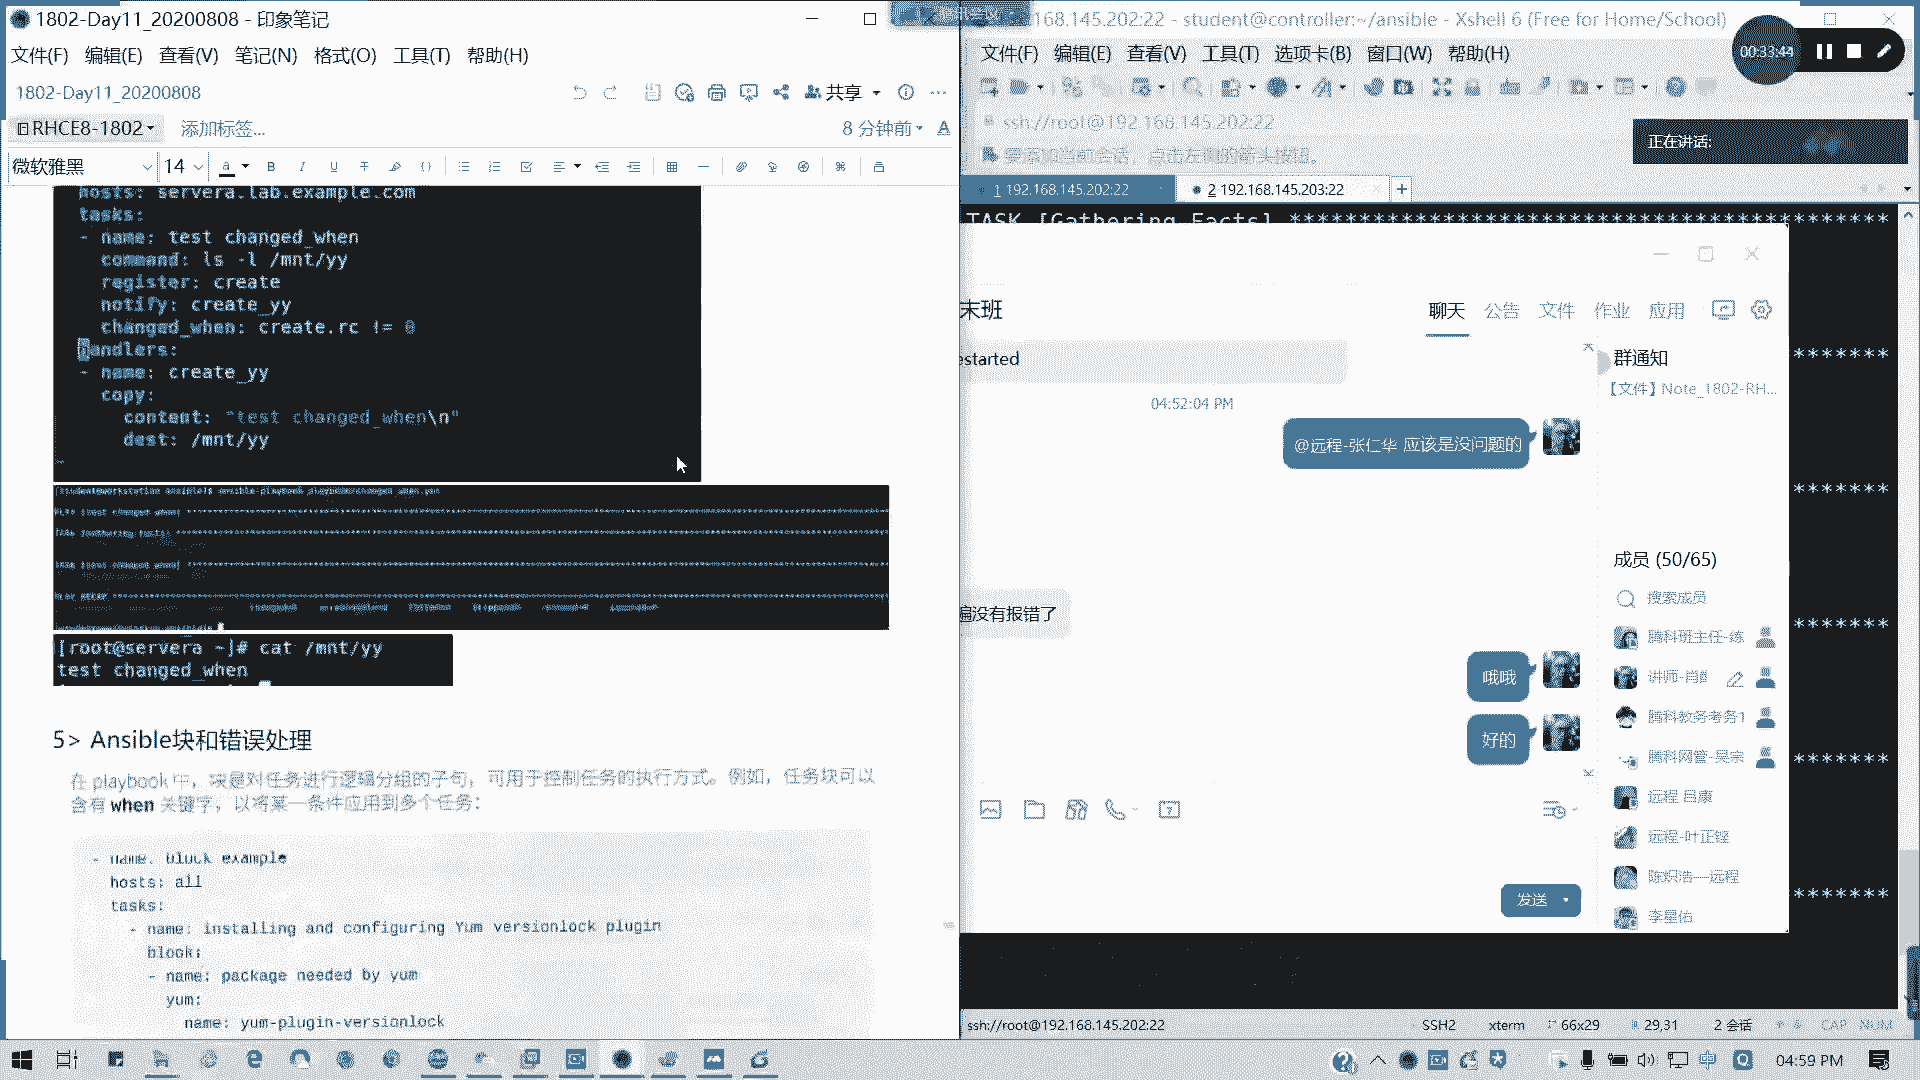 1802-Day11_20200808 - 印象笔记
文件(F) 编辑(E) 查看(V) 笔记(N) 格式(O) 工具(T) 帮助(H)
1802-Day11_20200808
共享
RHCE8-1802
添加标签...
8 分钟前
微软雅黑 14
hosts: servera.lab.example.com
tasks:
- name: test changed_when
command: ls -l /mnt/yy
register: create
notify: create_yy
changed_when: create.rc != 0
handlers:
- name: create_yy
copy:
content: "test changed_when\n"
dest: /mnt/yy
[root@servera ~]# cat /mnt/yy
test changed_when
5> Ansible块和错误处理
在 playbook 中，块是对任务进行逻辑分组的子句，可用于控制任务的执行方式。例如，任务块可以
含有 when 关键字，以将某一条件应用到多个任务：
- name: block example
hosts: all
tasks:
- name: installing and configuring Yum versionlock plugin
block:
- name: package needed by yum
yum:
name: yum-plugin-versionlock
168.145.202:22 - student@controller:~/ansible - Xshell 6 (Free for Home/School)
文件(F) 编辑(E) 查看(V) 工具(T) 选项卡(B) 窗口(W) 帮助(H)
00:33:44
ssh://root@192.168.145.202:22
要添加当前会话，点击左侧的箭头按钮。
正在讲话:
1 192.168.145.202:22
2 192.168.145.203:22
TASK [Gathering Facts] *******************************************
末班
聊天 公告 文件 作业 应用
estarted
04:52:04 PM
@远程-张仁华 应该是没问题的
遍没有报错了
哦哦
好的
发送
群通知
【文件】Note_1802-RH...
成员 (50/65)
搜索成员
腾科班主任-练
讲师-肖
腾科教务考务1
腾科网管-吴宗
远程 吕康
远程-叶正铿
陈炽浩—远程
李星佑
*******
*******
*******
*******
*******
ssh://root@192.168.145.202:22
SSH2 xterm 66x29 29,31 2 会话 CAP NUM
中
04:59 PM